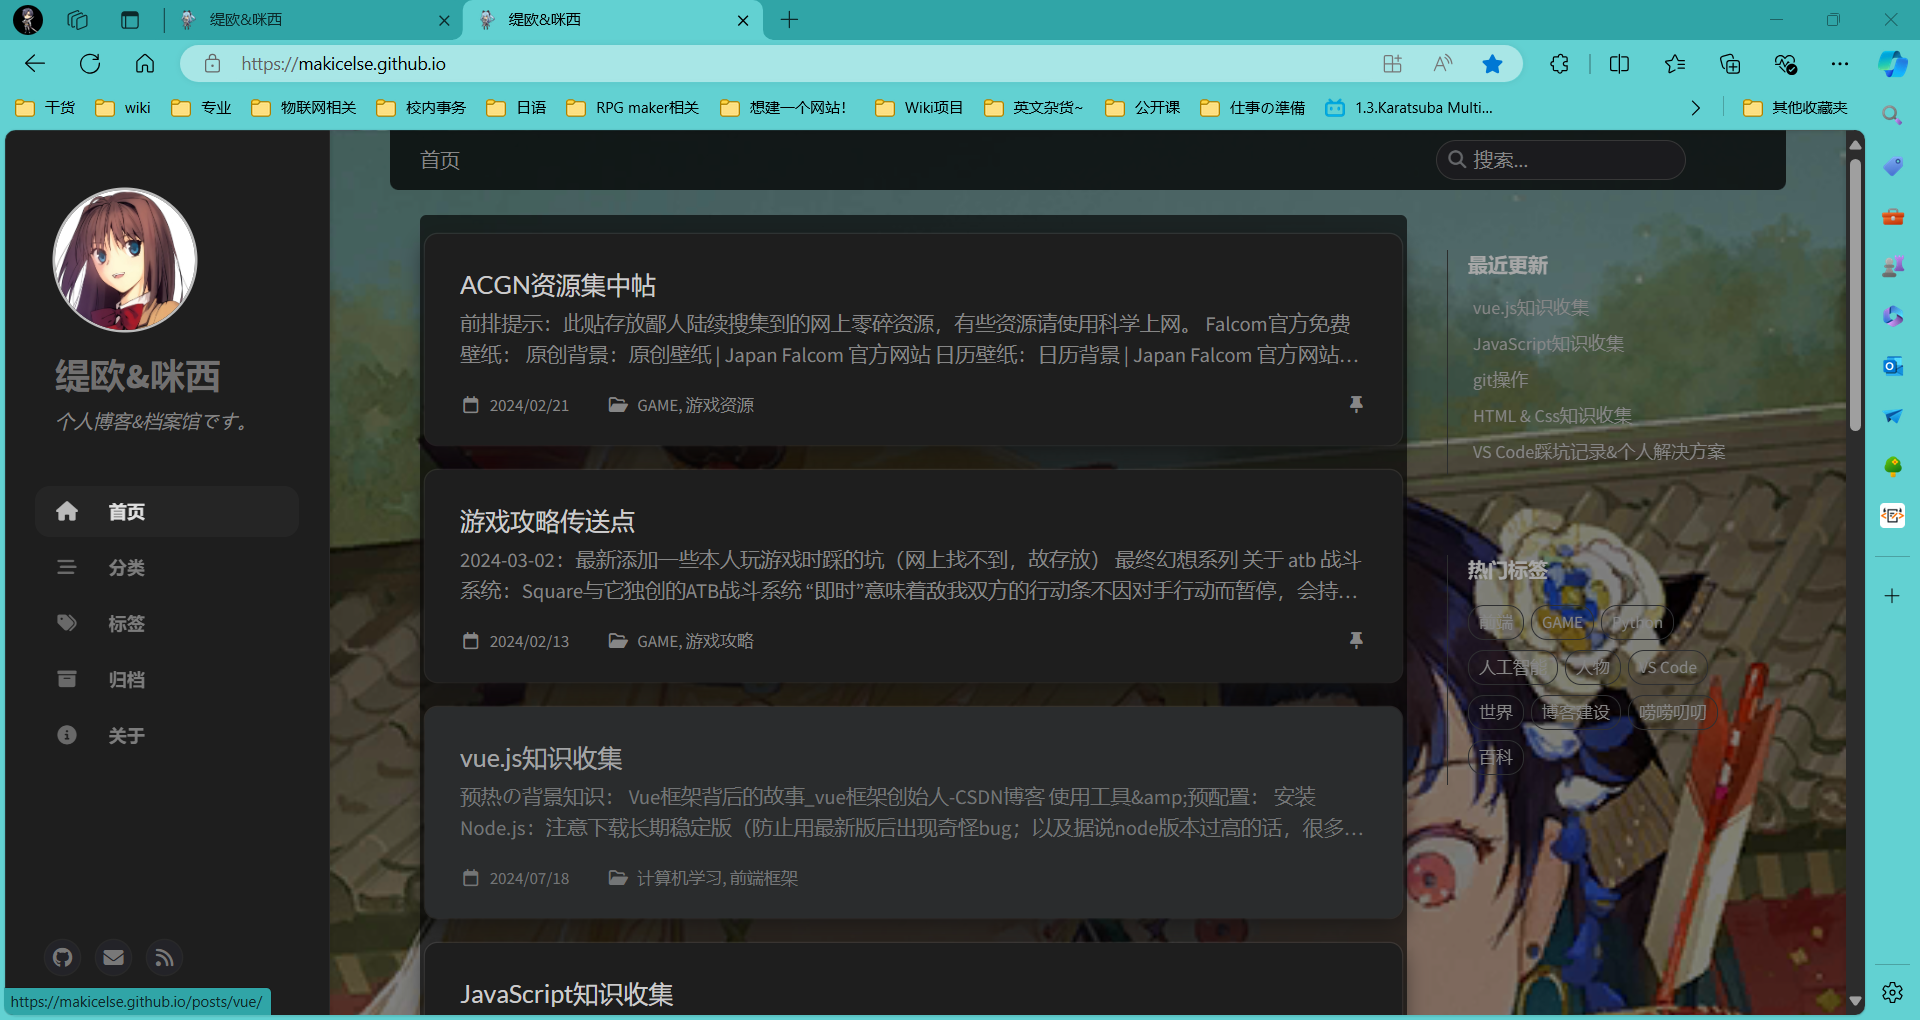 缇欧&咪西
缇欧&咪西
https://makicelse.github.io
干货
wiki
专业
物联网相关
校内事务
日语
RPG maker相关
想建一个网站!
Wiki项目
英文杂货~
公开课
仕事の準備
1.3.Karatsuba Multi...
其他收藏夹
缇欧&咪西
个人博客&档案馆です。
首页
分类
标签
归档
关于
https://makicelse.github.io/posts/vue/
首页
搜索...
ACGN资源集中帖
前排提示：此贴存放鄙人陆续搜集到的网上零碎资源，有些资源请使用科学上网。 Falcom官方免费
壁纸： 原创背景：原创壁纸 | Japan Falcom 官方网站 日历壁纸：日历背景 | Japan Falcom 官方网站...
2024/02/21 GAME, 游戏资源
游戏攻略传送点
2024-03-02：最新添加一些本人玩游戏时踩的坑（网上找不到，故存放） 最终幻想系列 关于 atb 战斗
系统：Square与它独创的ATB战斗系统 “即时”意味着敌我双方的行动条不因对手行动而暂停，会持...
2024/02/13 GAME, 游戏攻略
vue.js知识收集
预热の背景知识： Vue框架背后的故事_vue框架创始人-CSDN博客 使用工具&amp;预配置： 安装
Node.js：注意下载长期稳定版（防止用最新版后出现奇怪bug；以及据说node版本过高的话，很多...
2024/07/18 计算机学习, 前端框架
JavaScript知识收集
最近更新
vue.js知识收集
JavaScript知识收集
git操作
HTML & Css知识收集
VS Code踩坑记录&个人解决方案
热门标签
前端 GAME Python
人工智能 人物 VS Code
世界 博客建设 唠唠叨叨
百科